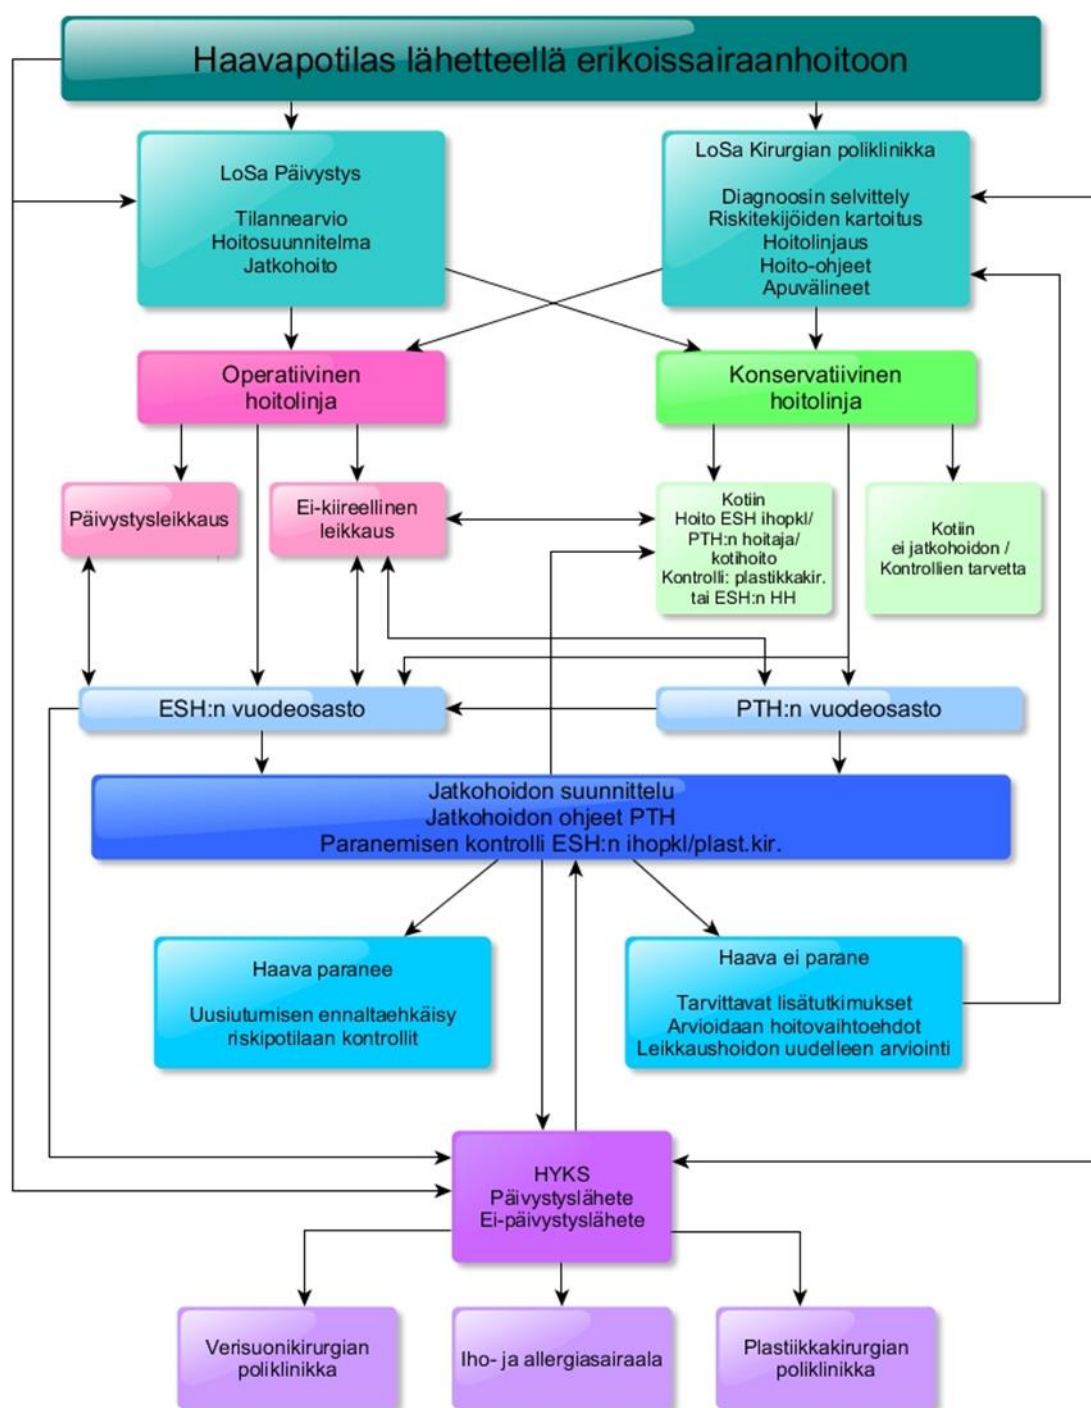 Haavapotilas lähetteellä erikoissairaanhoitoon
LoSa Päivystys
Tilannearvio
Hoitosuunnitelma
Jatkohoito
LoSa Kirurgian poliklinikka
Diagnoosin selvittely
Riskitekijöiden kartoitus
Hoitolinjaus
Hoito-ohjeet
Apuvälineet
Operatiivinen
hoitolinja
Konservatiivinen
hoitolinja
Päivystysleikkaus
Ei-kiireellinen
leikkaus
Kotiin
Hoito ESH ihopkl/
PTH:n hoitaja/
kotihoito
Kontrolli: plastikkakir.
tai ESH:n HH
Kotiin
ei jatkohoidon /
Kontrollien tarvetta
ESH:n vuodeosasto
PTH:n vuodeosasto
Jatkohoidon suunnittelu
Jatkohoidon ohjeet PTH
Paranemisen kontrolli ESH:n ihopkl/plast.kir.
Haava paranee
Uusiutumisen ennaltaehkäisy
riskipotilaan kontrollit
Haava ei parane
Tarvittavat lisätutkimukset
Arvioidaan hoitovaihtoehdot
Leikkaushoidon uudelleen arviointi
HYKS
Päivystyslähete
Ei-päivystyslähete
Verisuonikirurgian
poliklinikka
Iho- ja allergiasairaala
Plastiikkakirurgian
poliklinikka